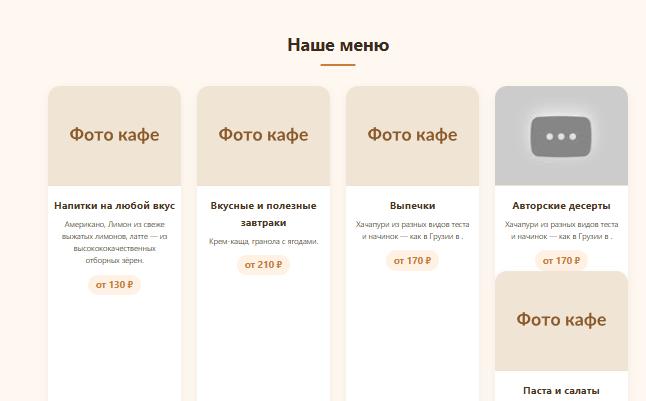 Наше меню
Фото кафе
Напитки на любой вкус
Американо, Лимон из свеже
выжатых лимонов, латте — из
высокококачественных
отборных зёрен.
от 130 ₽
Фото кафе
Вкусные и полезные
завтраки
Крем-каща, гранола с ягодами.
от 210 ₽
Фото кафе
Выпечки
Хачапури из разных видов теста
и начинок — как в Грузии в .
от 170 ₽
Авторские десерты
Хачапури из разных видов теста
и начинок — как в Грузии в .
от 170 ₽
Фото кафе
Паста и салаты